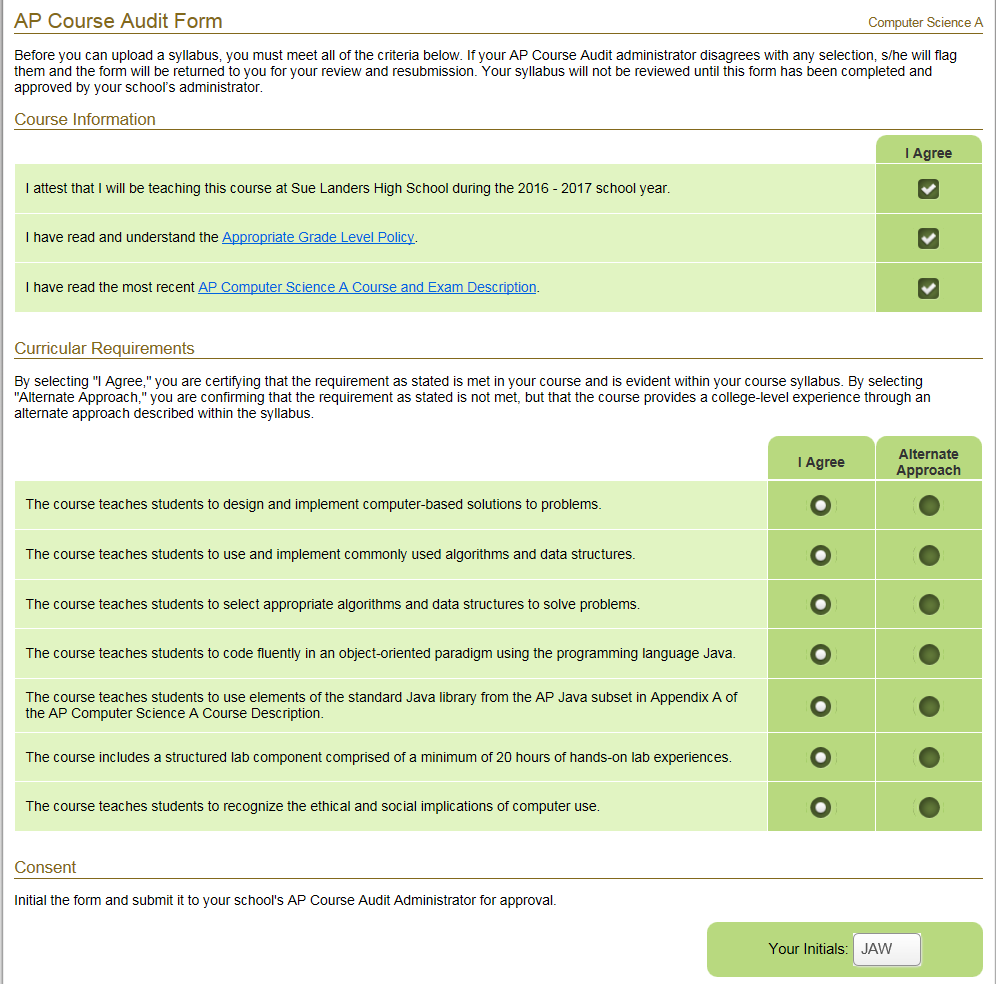 AP Course Audit Form
Computer Science A
Before you can upload a syllabus, you must meet all of the criteria below. If your AP Course Audit administrator disagrees with any selection, s/he will flag
them and the form will be returned to you for your review and resubmission. Your syllabus will not be reviewed until this form has been completed and
approved by your school's administrator.
Course Information
I Agree
I attest that I will be teaching this course at Sue Landers High School during the 2016 - 2017 school year.
I have read and understand the Appropriate Grade Level Policy.
I have read the most recent AP Computer Science A Course and Exam Description.
Curricular Requirements
By selecting "I Agree," you are certifying that the requirement as stated is met in your course and is evident within your course syllabus. By selecting
"Alternate Approach," you are confirming that the requirement as stated is not met, but that the course provides a college-level experience through an
alternate approach described within the syllabus.
I Agree
Alternate
Approach
The course teaches students to design and implement computer-based solutions to problems.
The course teaches students to use and implement commonly used algorithms and data structures.
The course teaches students to select appropriate algorithms and data structures to solve problems.
The course teaches students to code fluently in an object-oriented paradigm using the programming language Java.
The course teaches students to use elements of the standard Java library from the AP Java subset in Appendix A of
the AP Computer Science A Course Description.
The course includes a structured lab component comprised of a minimum of 20 hours of hands-on lab experiences.
The course teaches students to recognize the ethical and social implications of computer use.
Consent
Initial the form and submit it to your school's AP Course Audit Administrator for approval.
Your Initials: JAW